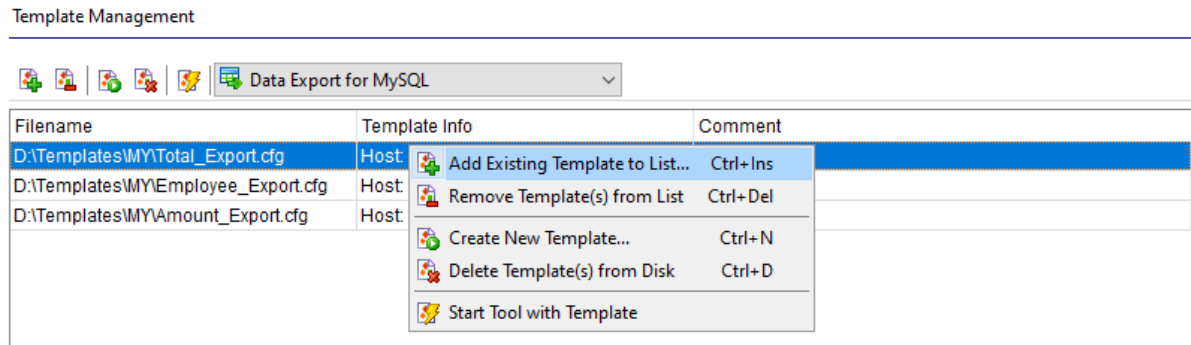 Template Management
Data Export for MySQL
Filename Template Info Comment
D:\Templates\MY\Total_Export.cfg Host:
D:\Templates\MY\Employee_Export.cfg Host:
D:\Templates\MY\Amount_Export.cfg Host:
Add Existing Template to List... Ctrl+Ins
Remove Template(s) from List Ctrl+Del
Create New Template... Ctrl+N
Delete Template(s) from Disk Ctrl+D
Start Tool with Template